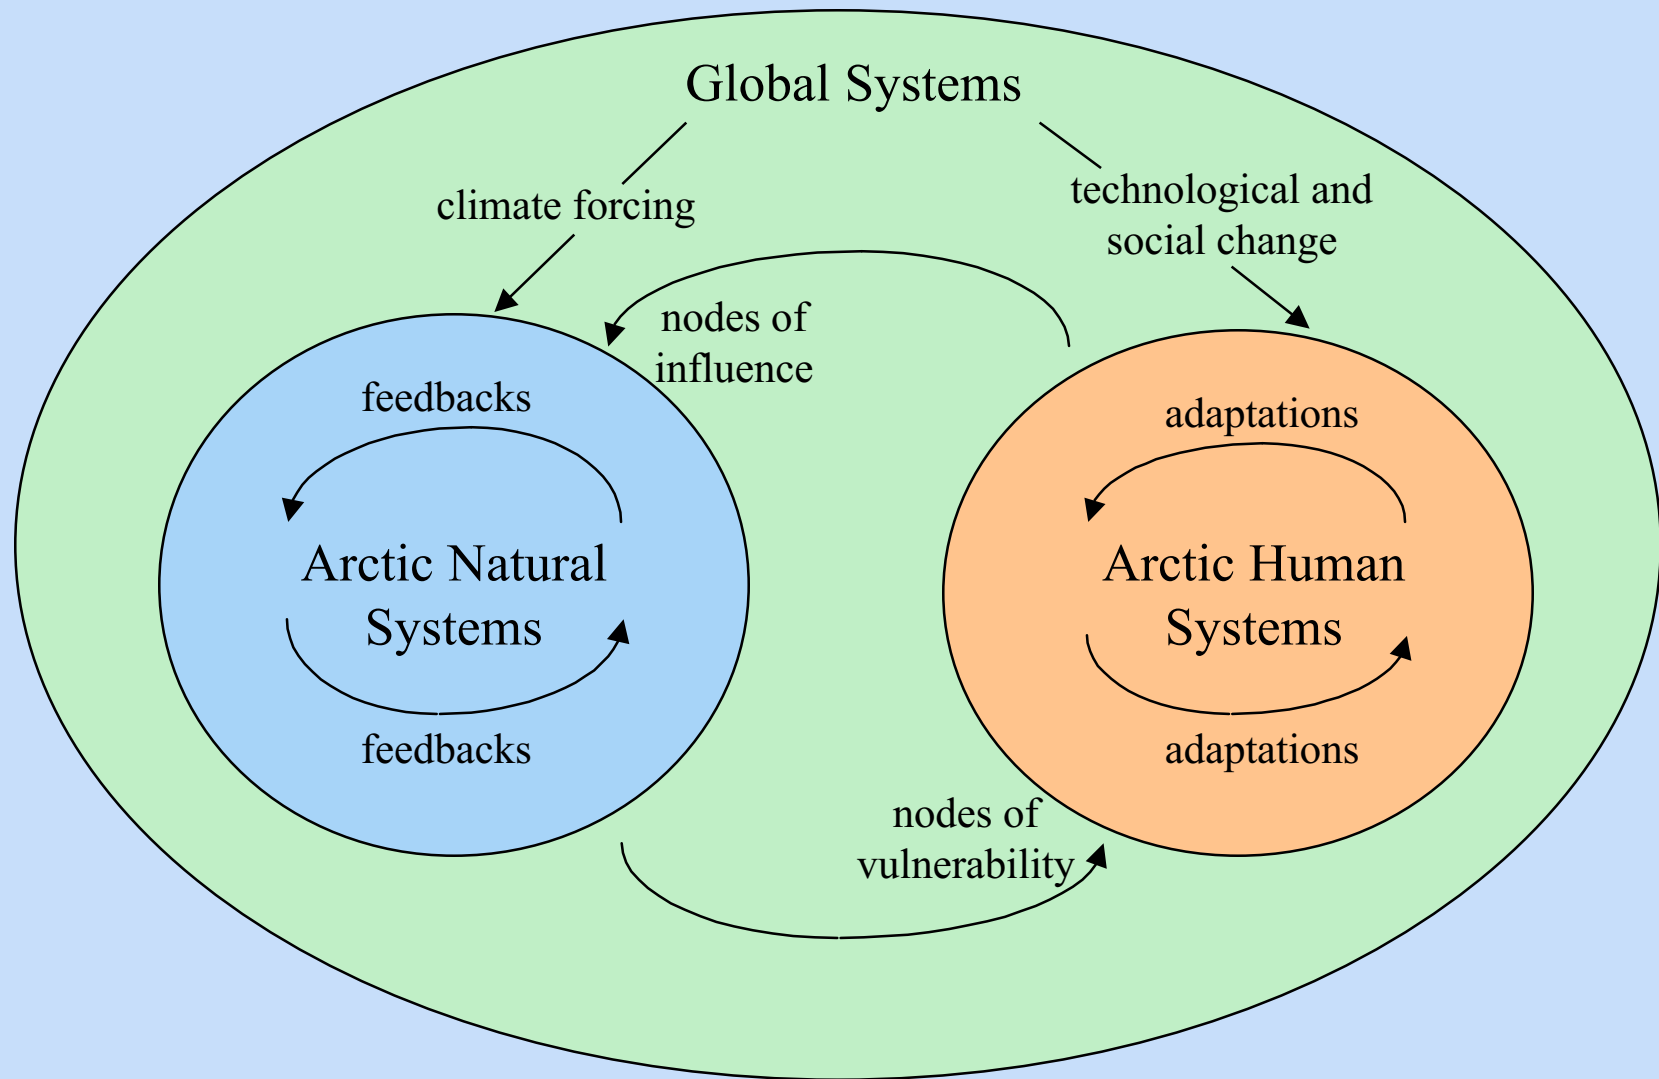 Global Systems
climate forcing
technological and
social change
nodes of
influence
feedbacks
adaptations
Arctic Natural
Systems
Arctic Human
Systems
feedbacks
adaptations
nodes of
vulnerability